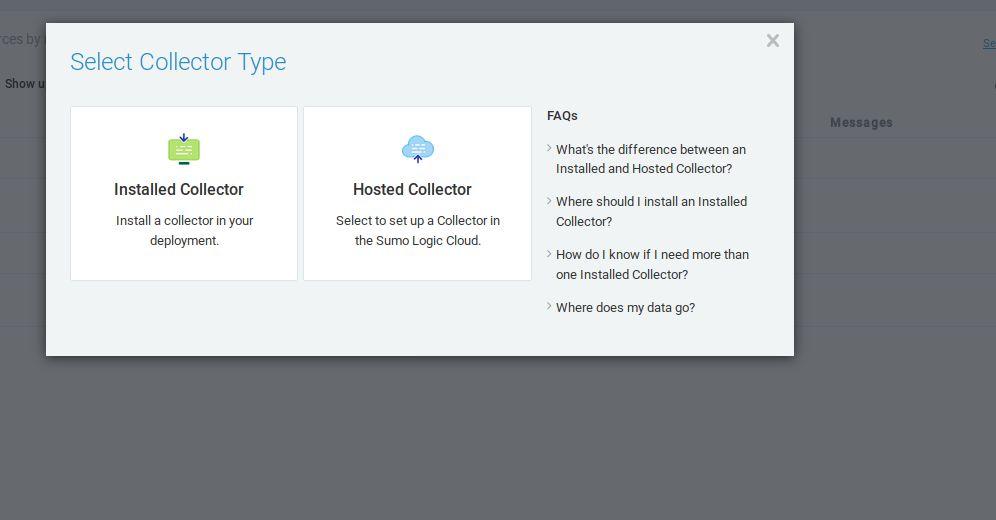 rces by
Se
Show u
Messages
Select Collector Type
Installed Collector
Install a collector in your
deployment.
Hosted Collector
Select to set up a Collector in
the Sumo Logic Cloud.
FAQs
What's the difference between an
Installed and Hosted Collector?
Where should I install an Installed
Collector?
How do I know if I need more than
one Installed Collector?
Where does my data go?